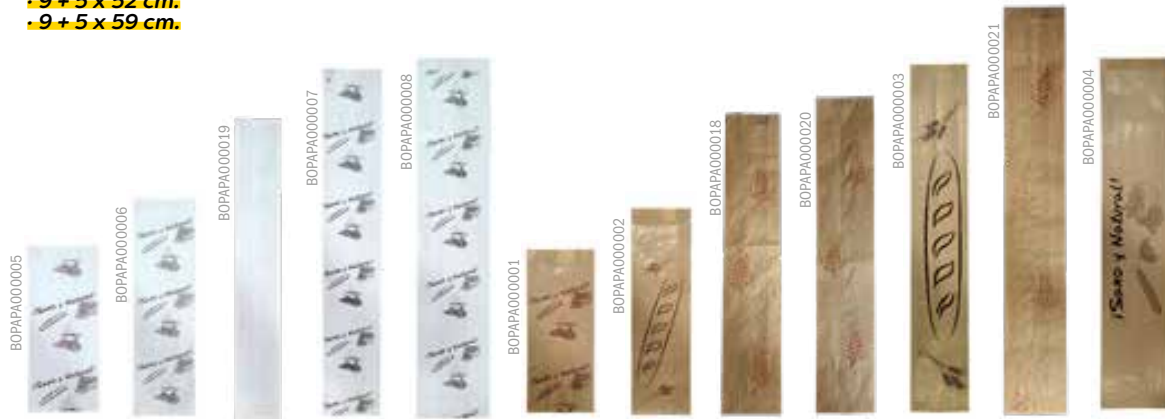 · 9 + 5 x 52 cm.
· 9 + 5 x 59 cm.
BOPAPA000005
BOPAPA000006
BOPAPA000019
BOPAPA000007
BOPAPA000008
BOPAPA000001
BOPAPA000002
BOPAPA000018
BOPAPA000020
BOPAPA000003
BOPAPA000021
BOPAPA000004
¡Sano y Natural!